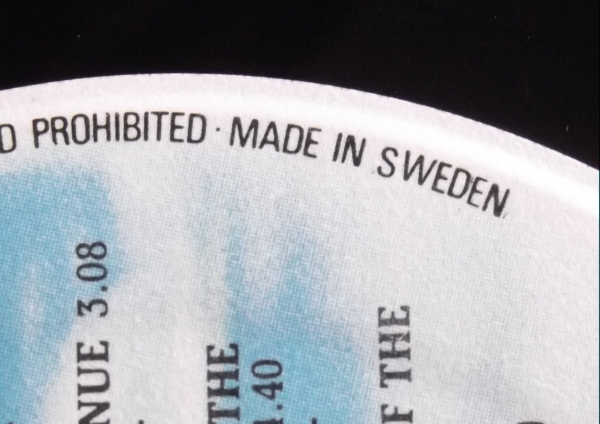 D PROHIBITED · MADE IN SWEDEN
NUE 3.08
THE
1.40
F THE